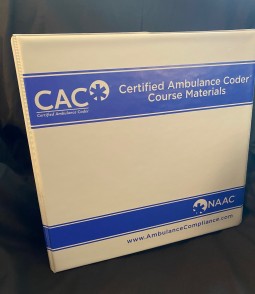 CAC
Certified Ambulance Coder
Certified Ambulance Coder
Course Materials
NAAC
www.AmbulanceCompliance.com